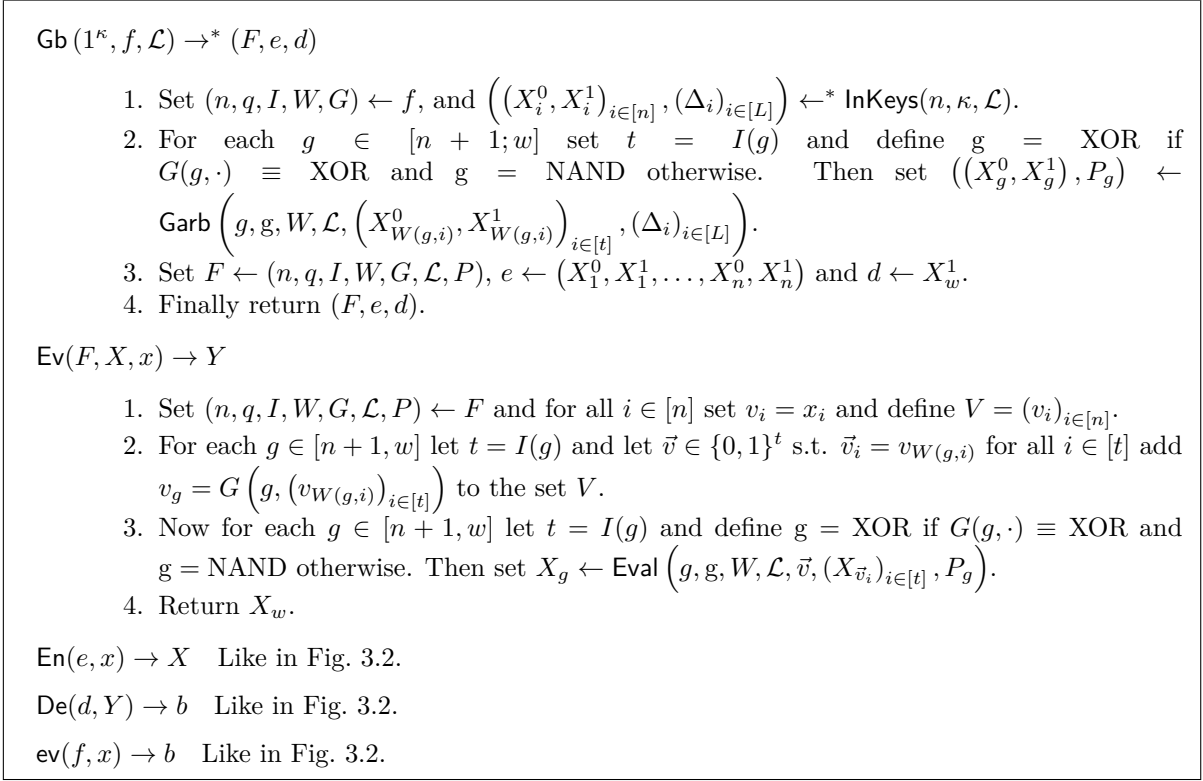 Gb (1^κ, f, ℒ) →* (F, e, d)
1. Set (n, q, I, W, G) ← f, and ((X_i^0, X_i^1)_{i∈[n]}, (Δ_i)_{i∈[L]}) ←* InKeys(n, κ, ℒ).
2. For each g ∈ [n + 1; w] set t = I(g) and define g = XOR if
G(g, ·) ≡ XOR and g = NAND otherwise. Then set ((X_g^0, X_g^1), P_g) ←
Garb (g, g, W, ℒ, (X_{W(g,i)}^0, X_{W(g,i)}^1)_{i∈[t]}, (Δ_i)_{i∈[L]}).
3. Set F ← (n, q, I, W, G, ℒ, P), e ← (X_1^0, X_1^1, …, X_n^0, X_n^1) and d ← X_w^1.
4. Finally return (F, e, d).
Ev(F, X, x) → Y
1. Set (n, q, I, W, G, ℒ, P) ← F and for all i ∈ [n] set v_i = x_i and define V = (v_i)_{i∈[n]}.
2. For each g ∈ [n + 1, w] let t = I(g) and let v⃗ ∈ {0, 1}^t s.t. v⃗_i = v_{W(g,i)} for all i ∈ [t] add
v_g = G (g, (v_{W(g,i)})_{i∈[t]}) to the set V.
3. Now for each g ∈ [n + 1, w] let t = I(g) and define g = XOR if G(g, ·) ≡ XOR and
g = NAND otherwise. Then set X_g ← Eval (g, g, W, ℒ, v⃗, (X_{v⃗_i})_{i∈[t]}, P_g).
4. Return X_w.
En(e, x) → X Like in Fig. 3.2.
De(d, Y) → b Like in Fig. 3.2.
ev(f, x) → b Like in Fig. 3.2.